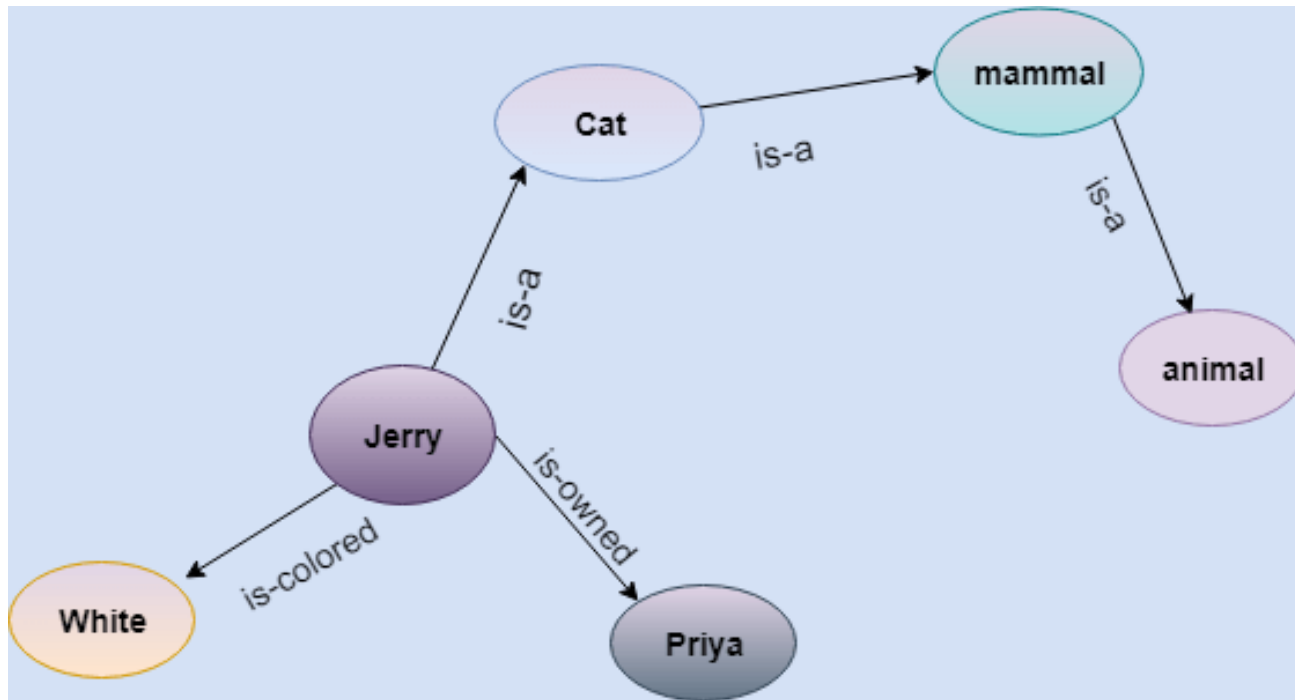 mammal
Cat
is-a
is-a
is-a
animal
Jerry
is-owned
is-colored
White
Priya